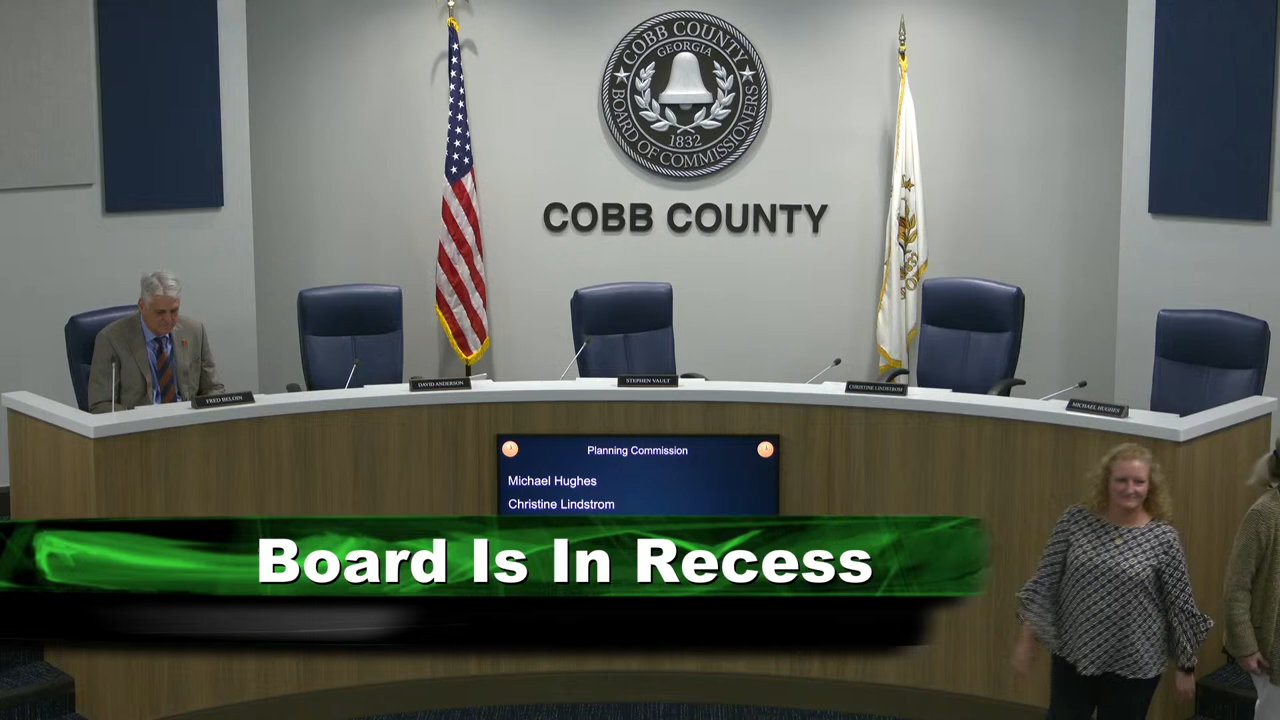 COBB COUNTY
GEORGIA
BOARD OF COMMISSIONERS
1832
COBB COUNTY
FRED BELOIN
DAVID ANDERSON
STEPHEN VAULT
CHRISTINE LINDSTROM
MICHAEL HUGHES
Planning Commission
Michael Hughes
Christine Lindstrom
Board Is In Recess